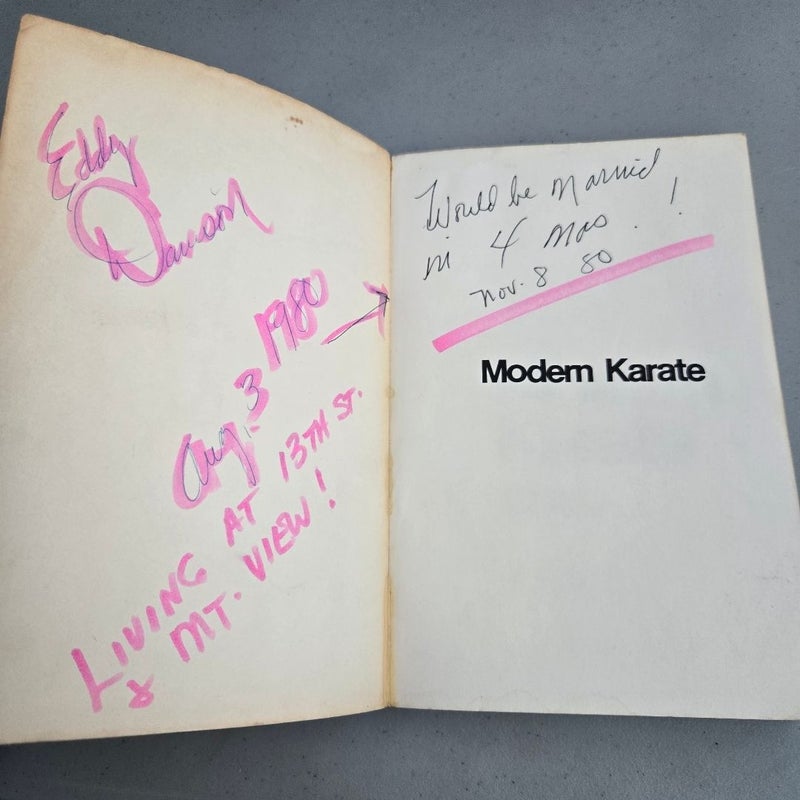 Eddy
Dawson
Aug. 3 1980
LIVING AT 13TH ST.
& MT. VIEW!
Would be married
in 4 mos. !
Nov. 8 80
Modern Karate